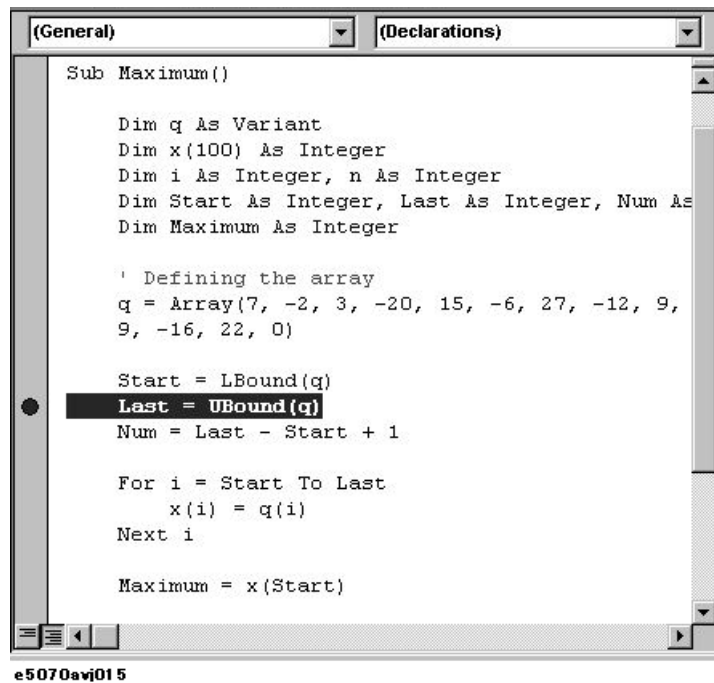 (General) (Declarations)
Sub Maximum()
Dim q As Variant
Dim x(100) As Integer
Dim i As Integer, n As Integer
Dim Start As Integer, Last As Integer, Num As
Dim Maximum As Integer
' Defining the array
q = Array(7, -2, 3, -20, 15, -6, 27, -12, 9,
9, -16, 22, 0)
Start = LBound(q)
Last = UBound(q)
Num = Last - Start + 1
For i = Start To Last
x(i) = q(i)
Next i
Maximum = x(Start)
e5070avj015